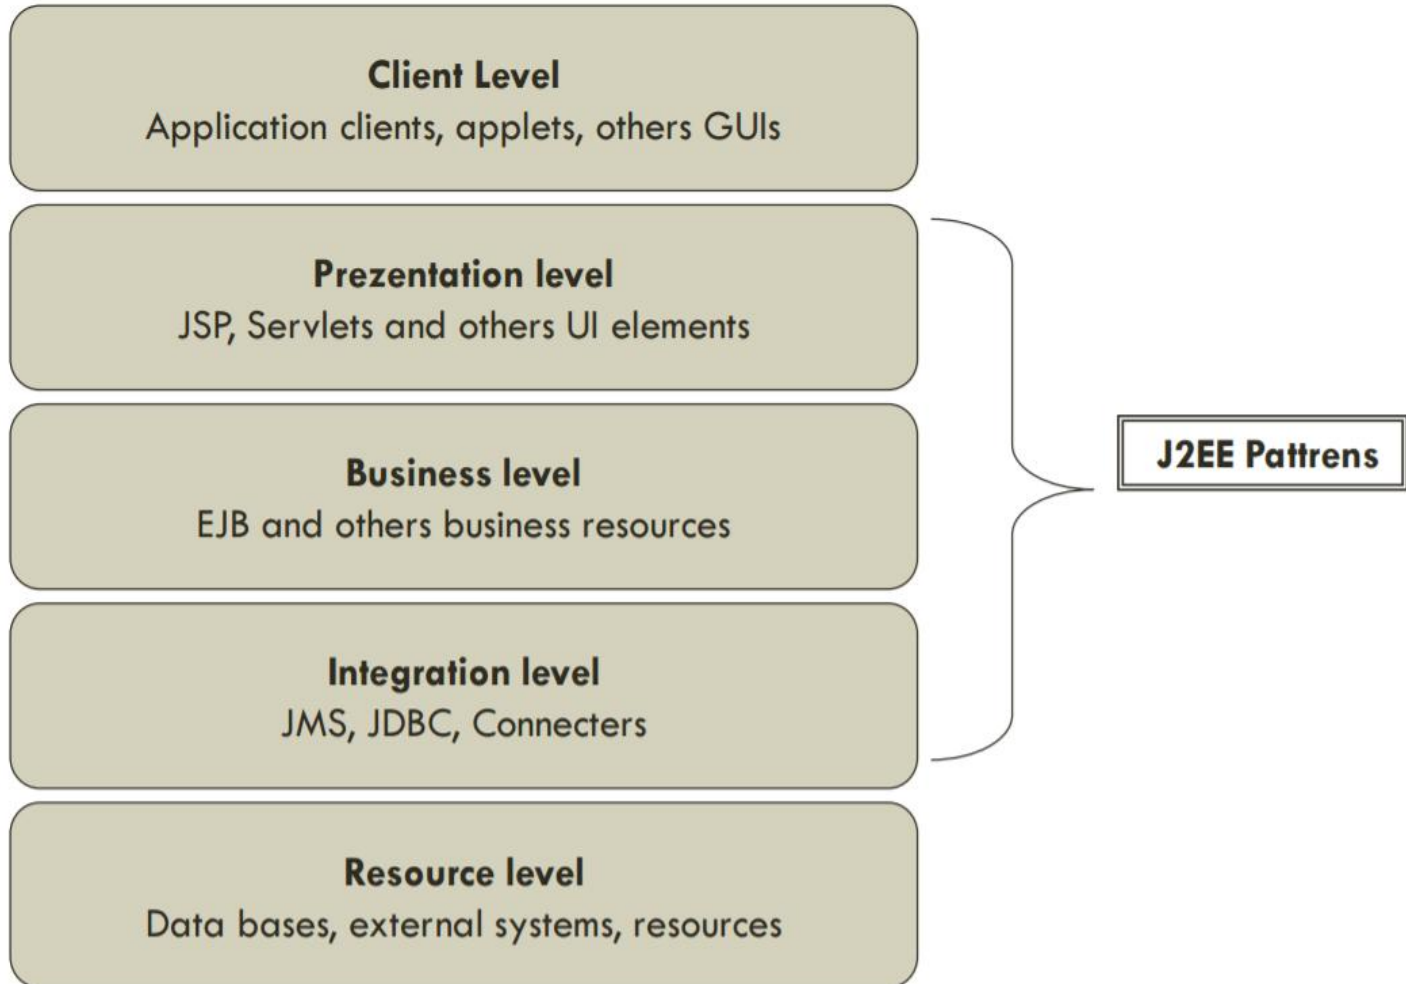 Client Level
Application clients, applets, others GUIs
Prezentation level
JSP, Servlets and others UI elements
Business level
EJB and others business resources
J2EE Pattrens
Integration level
JMS, JDBC, Connecters
Resource level
Data bases, external systems, resources